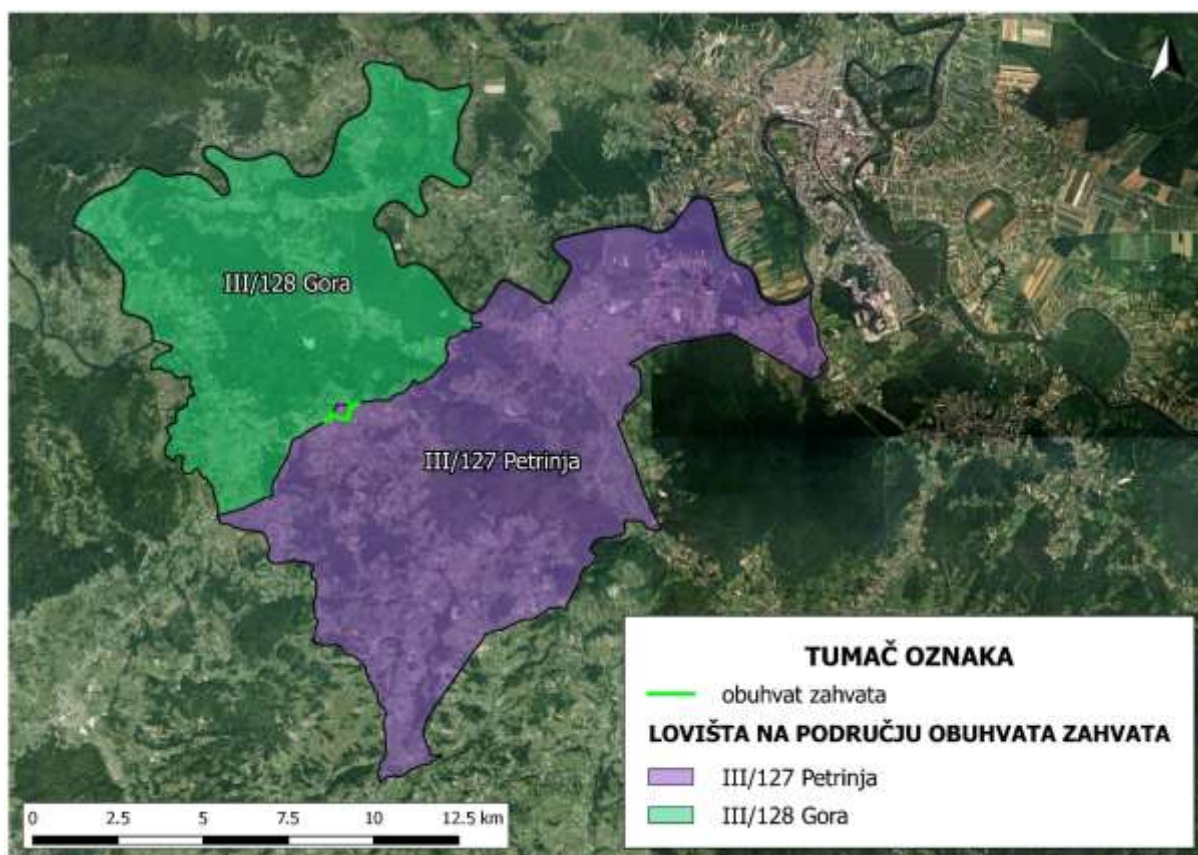 III/128 Gora
III/127 Petrinja
TUMAČ OZNAKA
obuhvat zahvata
LOVIŠTA NA PODRUČJU OBUHVATA ZAHVATA
III/127 Petrinja
III/128 Gora
0 2.5 5 7.5 10 12.5 km